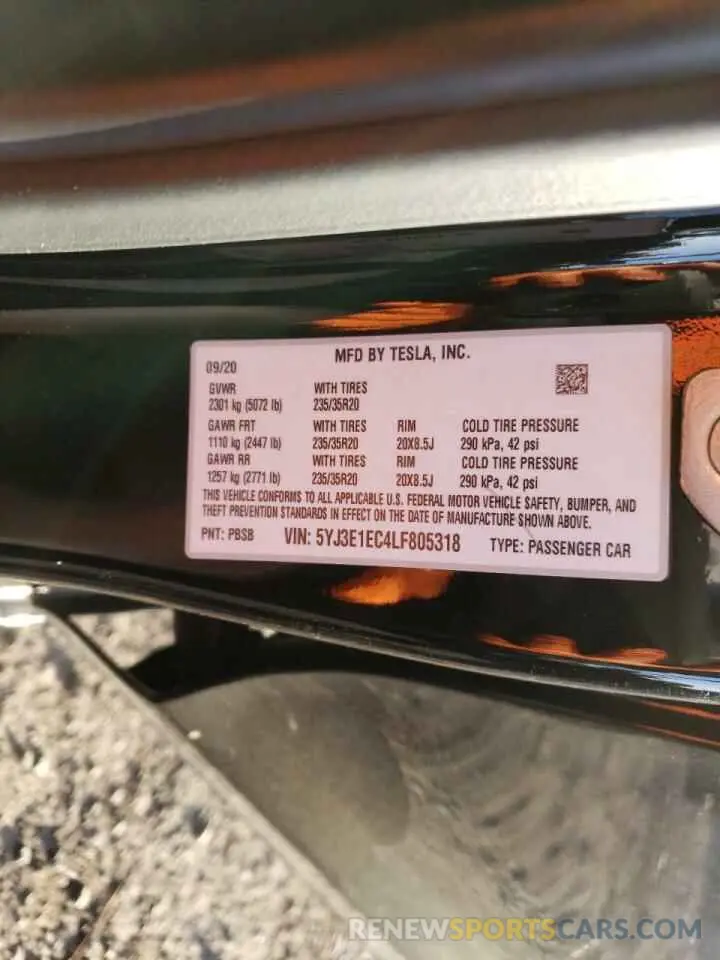 MFD BY TESLA, INC.
09/20
GVWR WITH TIRES
2301 kg (5072 lb) 235/35R20
GAWR FRT WITH TIRES RIM COLD TIRE PRESSURE
1110 kg (2447 lb) 235/35R20 20X8.5J 290 kPa, 42 psi
GAWR RR WITH TIRES RIM COLD TIRE PRESSURE
1257 kg (2771 lb) 235/35R20 20X8.5J 290 kPa, 42 psi
THIS VEHICLE CONFORMS TO ALL APPLICABLE U.S. FEDERAL MOTOR VEHICLE SAFETY, BUMPER, AND
THEFT PREVENTION STANDARDS IN EFFECT ON THE DATE OF MANUFACTURE SHOWN ABOVE.
PNT: PBSB VIN: 5YJ3E1EC4LF805318 TYPE: PASSENGER CAR
RENEWSPORTSCARS.COM